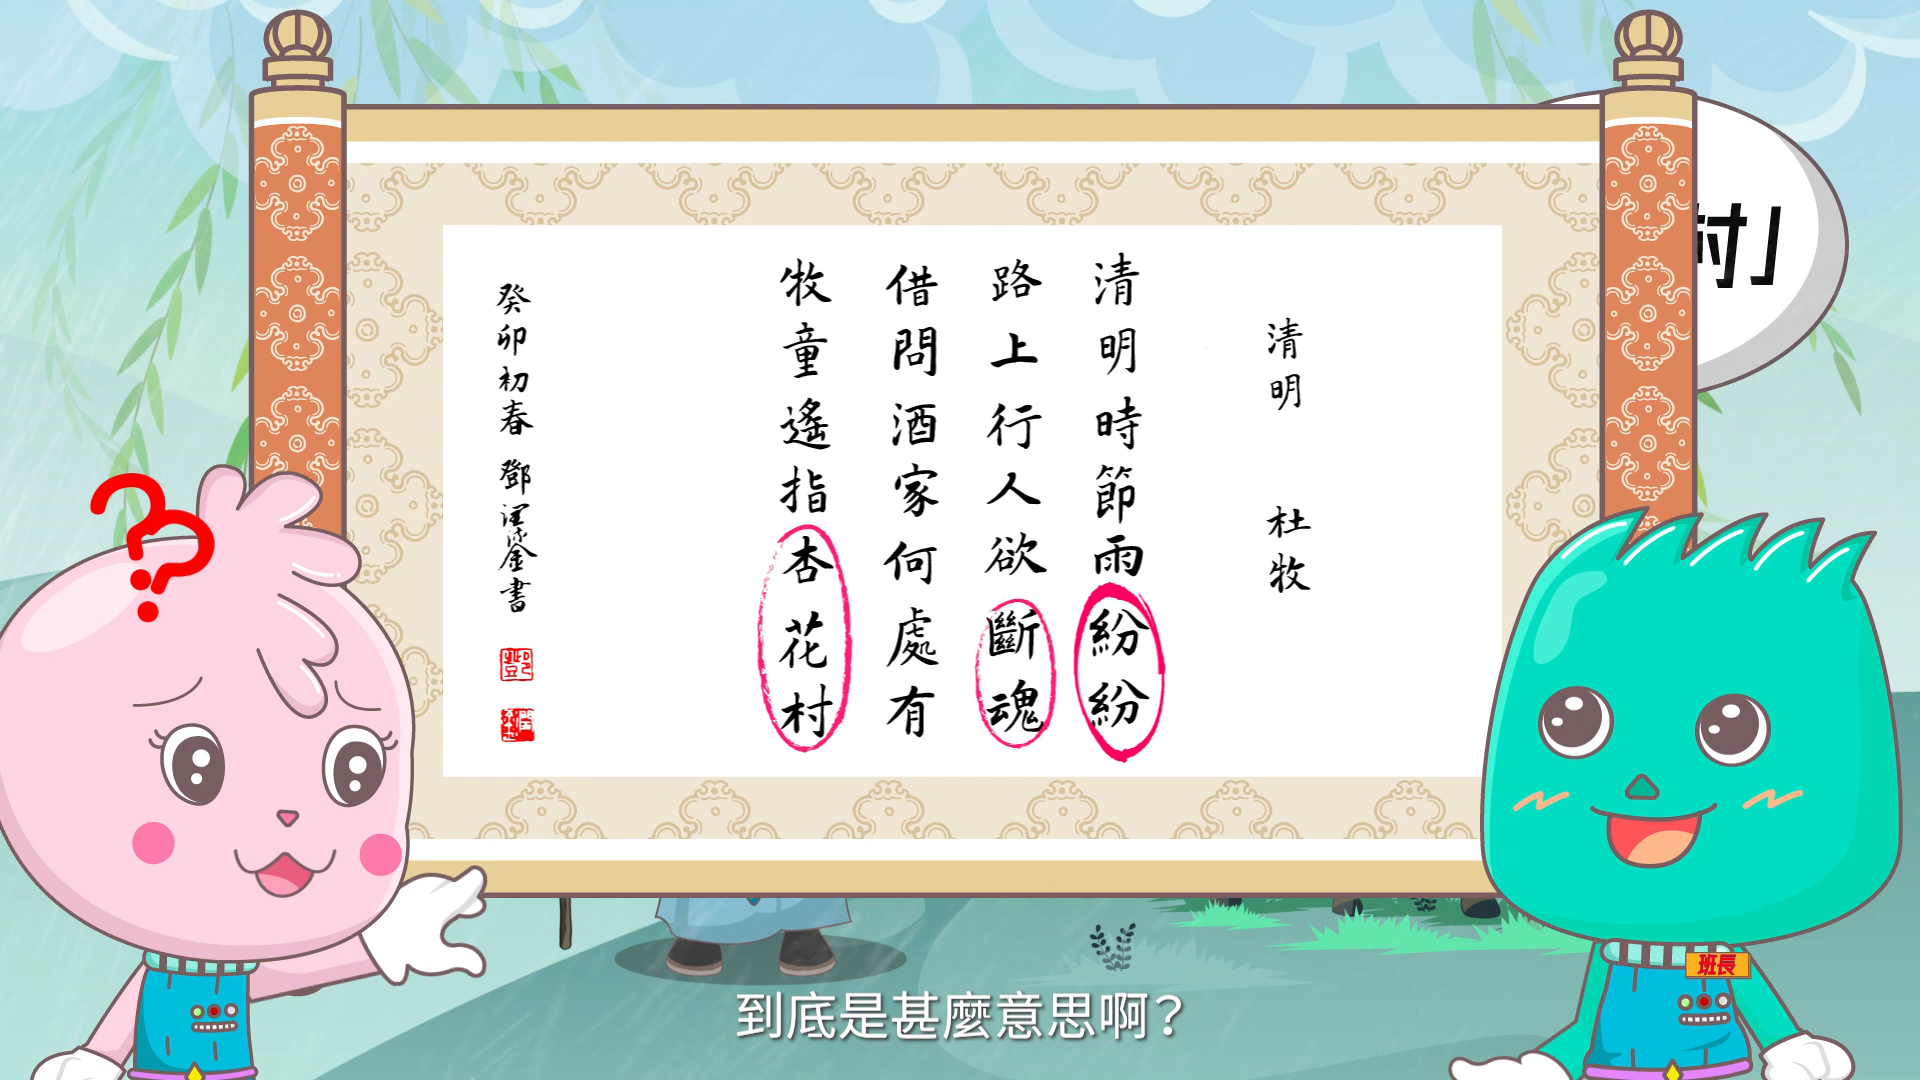 清明 杜牧
清明時節雨紛紛
路上行人欲斷魂
借問酒家何處有
牧童遙指杏花村
癸卯初春 鄧渠鋆書
村」
班長
到底是甚麼意思啊？